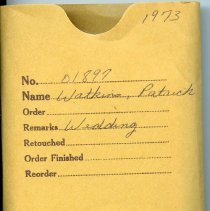 1973
No. 01897
Name Watkins, Patrick
Order
Remarks Wedding
Retouched
Order Finished
Reorder